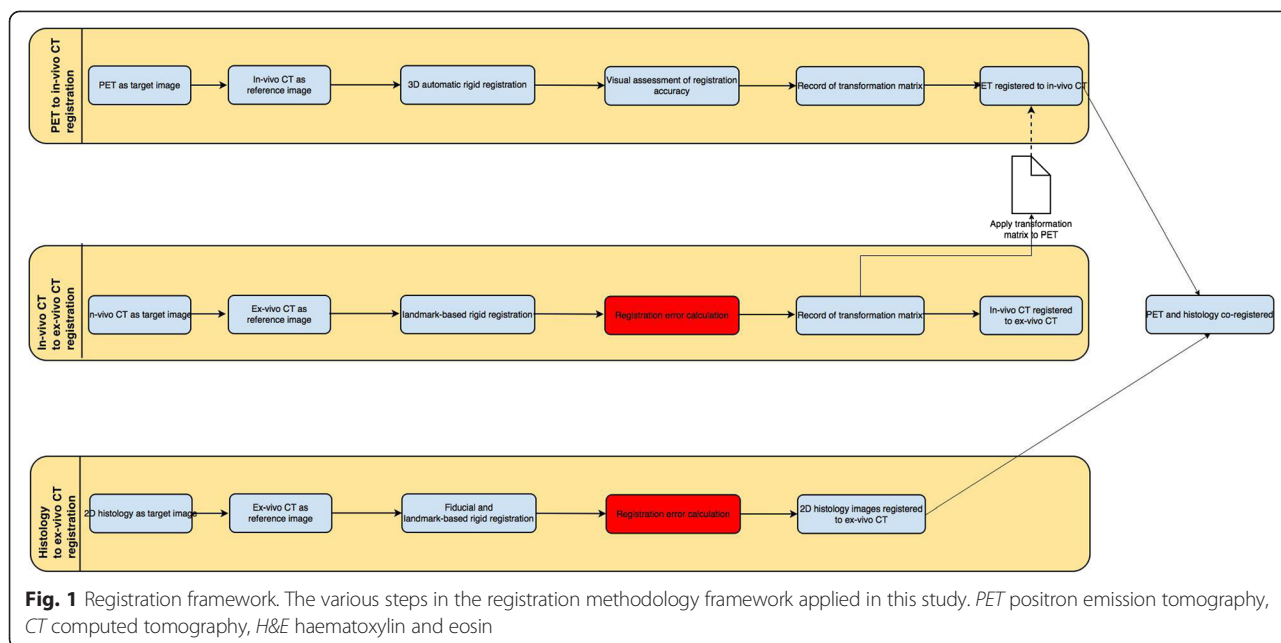 PET to in-vivo CT
registration
PET as target image
In-vivo CT as
reference image
3D automatic rigid registration
Visual assessment of registration
accuracy
Record of transformation matrix
PET registered to in-vivo CT
Apply transformation
matrix to PET
In-vivo CT
to ex-vivo CT
registration
In-vivo CT as target image
Ex-vivo CT as
reference image
landmark-based rigid registration
Registration error calculation
Record of transformation matrix
In-vivo CT registered
to ex-vivo CT
PET and histology co-registered
Histology
to ex-vivo CT
registration
2D histology as target image
Ex-vivo CT as
reference image
Fiducial and
landmark-based rigid registration
Registration error calculation
2D histology images registered
to ex-vivo CT
Fig. 1 Registration framework. The various steps in the registration methodology framework applied in this study. PET positron emission tomography,
CT computed tomography, H&E haematoxylin and eosin